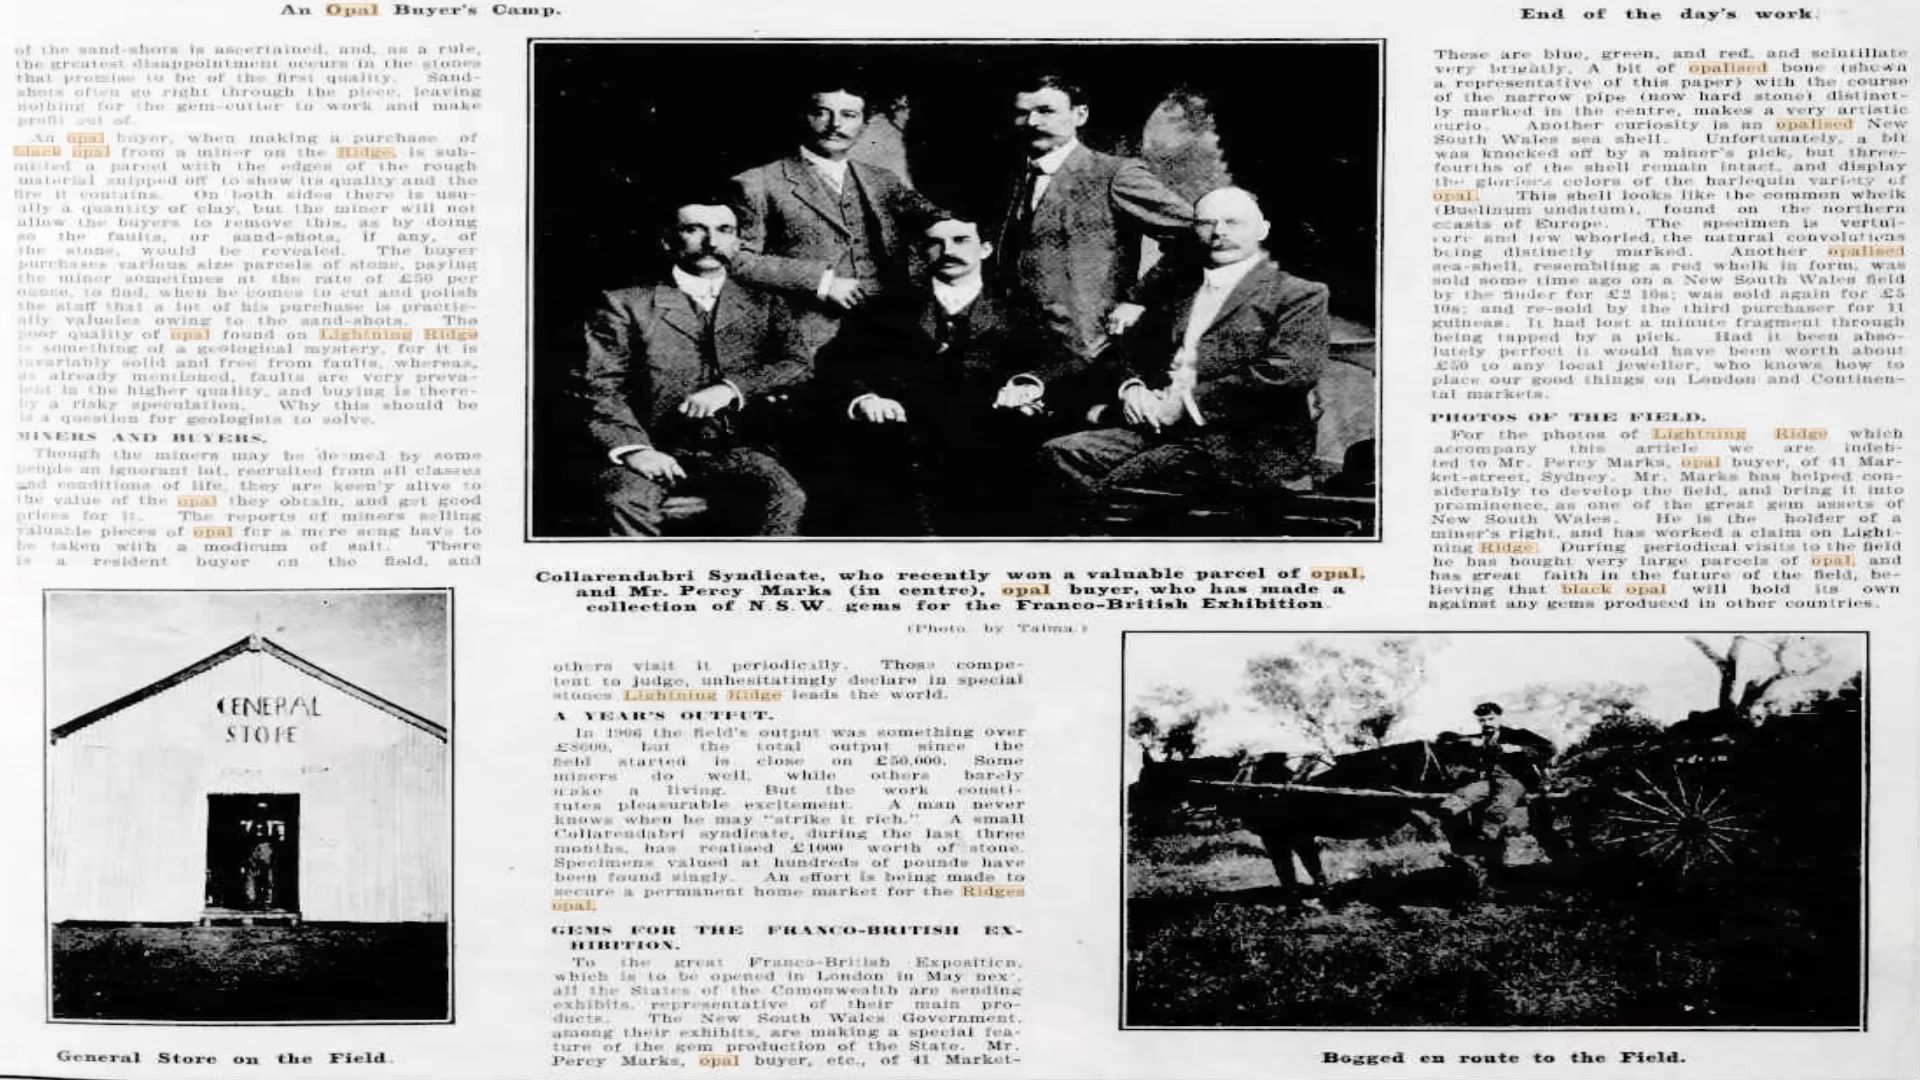 An Opal Buyer's Camp.
of the sand-shots is ascertained, and, as a rule,
the greatest disappointment occurs in the stones
that promise to be of the first quality. Sand-
shots often go right through the piece, leaving
nothing for the gem-cutter to work and make
profit out of.
An opal buyer, when making a purchase of
black opal from a miner on the Ridge, is sub-
mitted a parcel with the edges of the rough
material snipped off to show its quality and the
fire it contains. On both sides there is usu-
ally a quantity of clay, but the miner will not
allow the buyers to remove this, as by doing
so the faults, or sand-shots, if any, of
the stone, would be revealed. The buyer
purchases various size parcels of stone, paying
the miner sometimes at the rate of £50 per
ounce, to find, when he comes to cut and polish
the stuff that a lot of his purchase is practic-
ally valueles owing to the sand-shots. The
poor quality of opal found on Lightning Ridge
is something of a geological mystery, for it is
invariably solid and free from faults, whereas,
as already mentioned, faults are very preva-
lent in the higher quality, and buying is there-
by a risky speculation. Why this should be
is a question for geologists to solve.
MINERS AND BUYERS.
Though the miners may be deemed by some
people an ignorant lot, recruited from all classes
and conditions of life, they are keenly alive to
the value of the opal they obtain, and get good
prices for it. The reports of miners selling
valuable pieces of opal for a mere song have to
be taken with a modicum of salt. There
is a resident buyer on the field, and
GENERAL
STORE
General Store on the Field.
Collarendabri Syndicate, who recently won a valuable parcel of opal,
and Mr. Percy Marks (in centre), opal buyer, who has made a
collection of N.S.W. gems for the Franco-British Exhibition.
(Photo. by Talma.)
others visit it periodically. Those compe-
tent to judge, unhesitatingly declare in special
stones Lightning Ridge leads the world.
A YEAR'S OUTPUT.
In 1906 the field's output was something over
£8000, but the total output since the
field started is close on £50,000. Some
miners do well, while others barely
make a living. But the work consti-
tutes pleasurable excitement. A man never
knows when he may "strike it rich." A small
Collarendabri syndicate, during the last three
months, has realised £1000 worth of stone.
Specimens valued at hundreds of pounds have
been found singly. An effort is being made to
secure a permanent home market for the Ridges
opal.
GEMS FOR THE FRANCO-BRITISH EX-
HIBITION.
To the great Franco-British Exposition,
which is to be opened in London in May next,
all the States of the Comonwealth are sending
exhibits, representative of their main pro-
ducts. The New South Wales Government,
among their exhibits, are making a special fea-
ture of the gem production of the State. Mr.
Percy Marks, opal buyer, etc., of 41 Market-
End of the day's work.
These are blue, green, and red, and scintillate
very brightly. A bit of opalised bone (shewn
a representative of this paper) with the course
of the narrow pipe (now hard stone) distinct-
ly marked in the centre, makes a very artistic
curio. Another curiosity is an opalised New
South Wales sea shell. Unfortunately, a bit
was knocked off by a miner's pick, but three-
fourths of the shell remain intact, and display
the glorious colors of the harlequin variety of
opal. This shell looks like the common whelk
(Buclinum undatum), found on the northern
coasts of Europe. The specimen is
and few whorled, the natural convolutions
being distinctly marked. Another opalised
sea-shell, resembling a red whelk in form, was
sold some time ago on a New South Wales field
by the finder for £2 10s; was sold again for £5
10s; and re-sold by the third purchaser for 11
guineas. It had lost a minute fragment through
being tapped by a pick. Had it been abso-
lutely perfect it would have been worth about
£50 to any local jeweller, who knows how to
place our good things on London and Continen-
tal markets.
PHOTOS OF THE FIELD.
For the photos of Lightning Ridge which
accompany this article we are indeb-
ted to Mr. Percy Marks, opal buyer, of 41 Mar-
ket-street, Sydney. Mr. Marks has helped con-
siderably to develop the field, and bring it into
prominence, as one of the great gem assets of
New South Wales. He is the holder of a
miner's right, and has worked a claim on Light-
ning Ridge. During periodical visits to the field
he has bought very large parcels of opal, and
has great faith in the future of the field, be-
lieving that black opal will hold its own
against any gems produced in other countries.
Bogged en route to the Field.